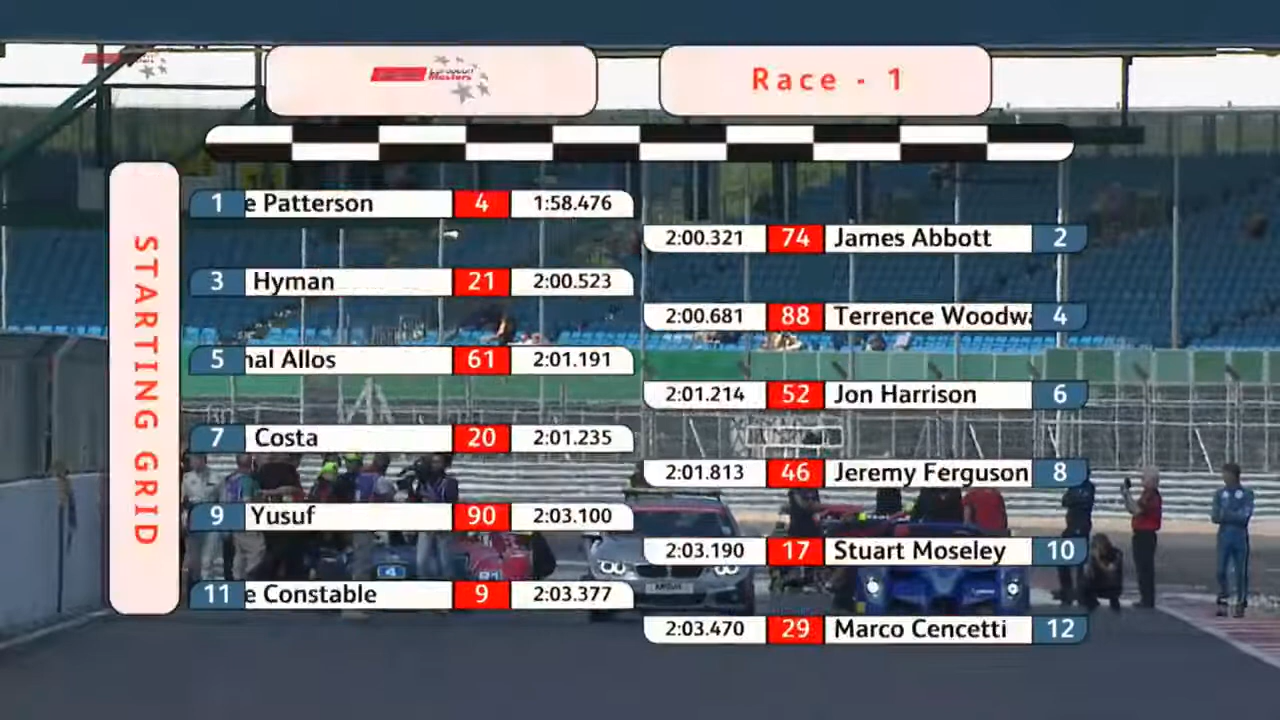 European
Masters
Race - 1
STARTING GRID
1 e Patterson 4 1:58.476
2:00.321 74 James Abbott 2
3 Hyman 21 2:00.523
2:00.681 88 Terrence Woodwa 4
5 nal Allos 61 2:01.191
2:01.214 52 Jon Harrison 6
7 Costa 20 2:01.235
2:01.813 46 Jeremy Ferguson 8
9 Yusuf 90 2:03.100
2:03.190 17 Stuart Moseley 10
11 e Constable 9 2:03.377
2:03.470 29 Marco Cencetti 12
4